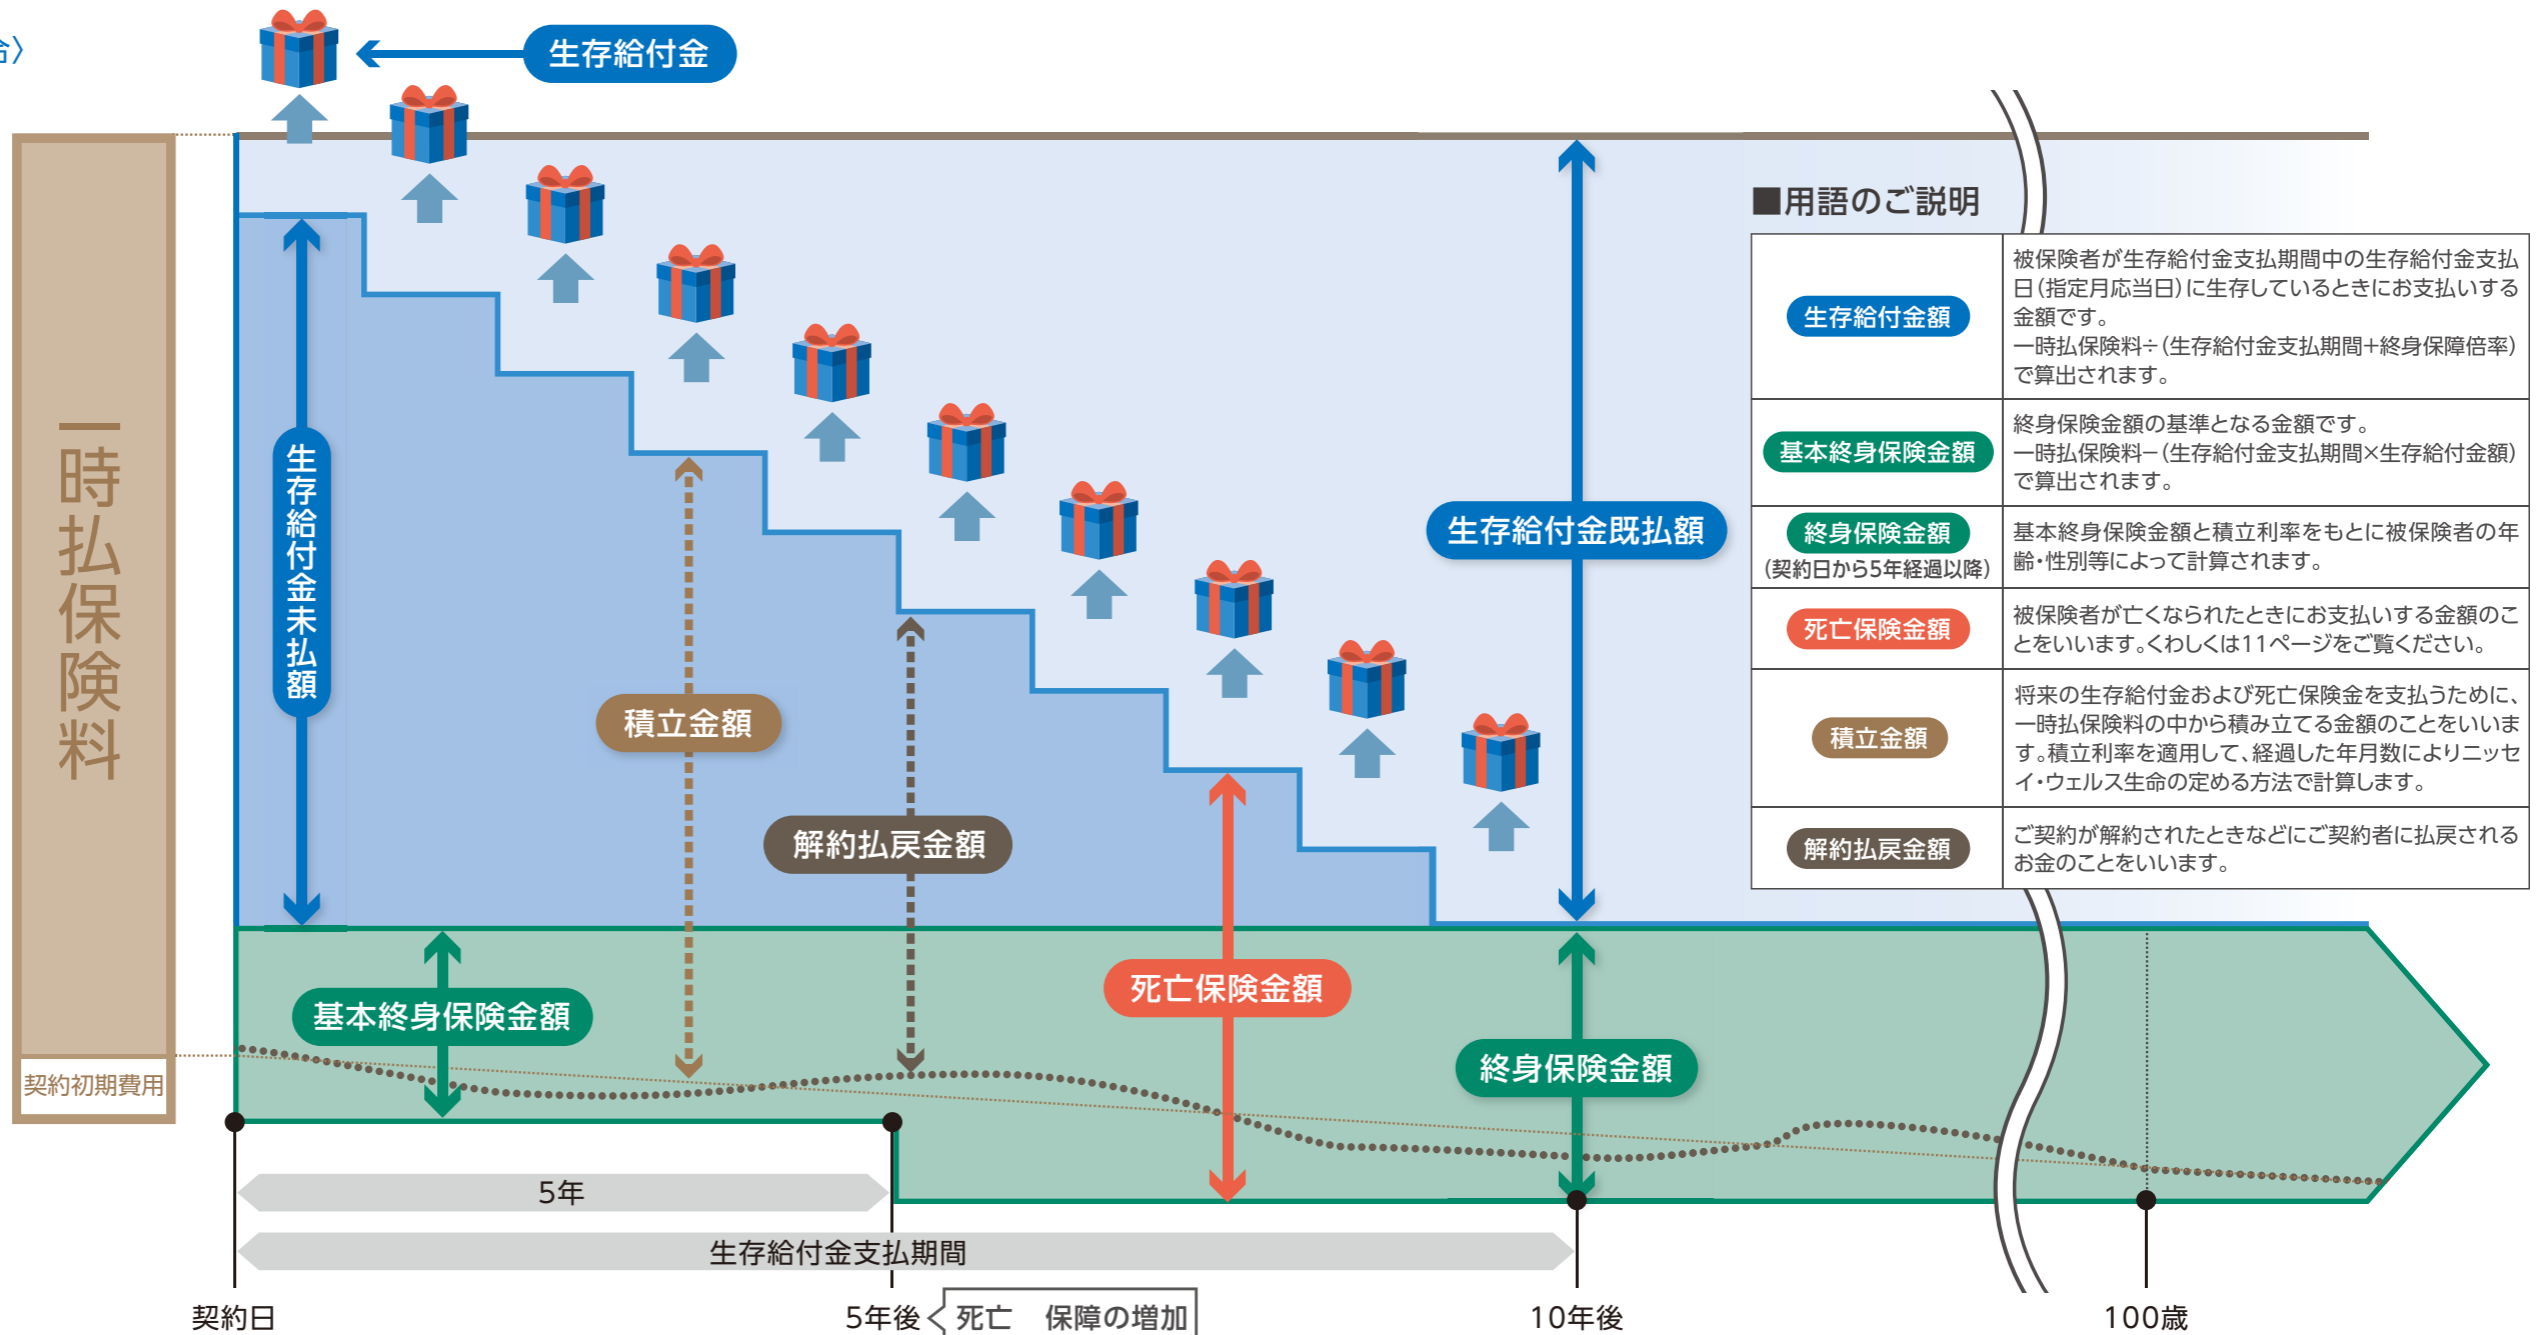 合〉
生存給付金
一時払保険料
契約初期費用
生存給付金未払額
基本終身保険金額
積立金額
解約払戻金額
死亡保険金額
生存給付金既払額
終身保険金額
■用語のご説明
生存給付金額
被保険者が生存給付金支払期間中の生存給付金支払
日(指定月応当日)に生存しているときにお支払いする
金額です。
一時払保険料÷(生存給付金支払期間+終身保障倍率)
で算出されます。
基本終身保険金額
終身保険金額の基準となる金額です。
一時払保険料−(生存給付金支払期間×生存給付金額)
で算出されます。
終身保険金額
(契約日から5年経過以降)
基本終身保険金額と積立利率をもとに被保険者の年
齢・性別等によって計算されます。
死亡保険金額
被保険者が亡くなられたときにお支払いする金額のこ
とをいいます。くわしくは11ページをご覧ください。
積立金額
将来の生存給付金および死亡保険金を支払うために、
一時払保険料の中から積み立てる金額のことをいいま
す。積立利率を適用して、経過した年月数によりニッセ
イ・ウェルス生命の定める方法で計算します。
解約払戻金額
ご契約が解約されたときなどにご契約者に払戻される
お金のことをいいます。
5年
生存給付金支払期間
契約日
5年後
死亡 保障の増加
10年後
100歳